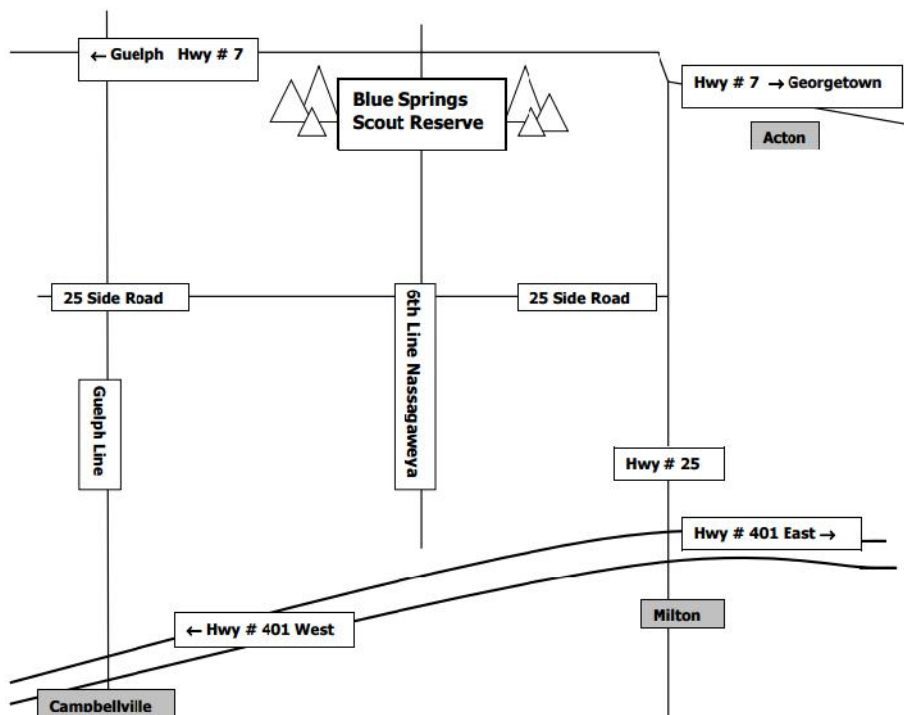 ← Guelph Hwy # 7
Hwy # 7 → Georgetown
Blue Springs
Scout Reserve
Acton
25 Side Road
25 Side Road
6th Line Nassagaweya
Guelph Line
Hwy # 25
Hwy # 401 East →
Milton
← Hwy # 401 West
Campbellville